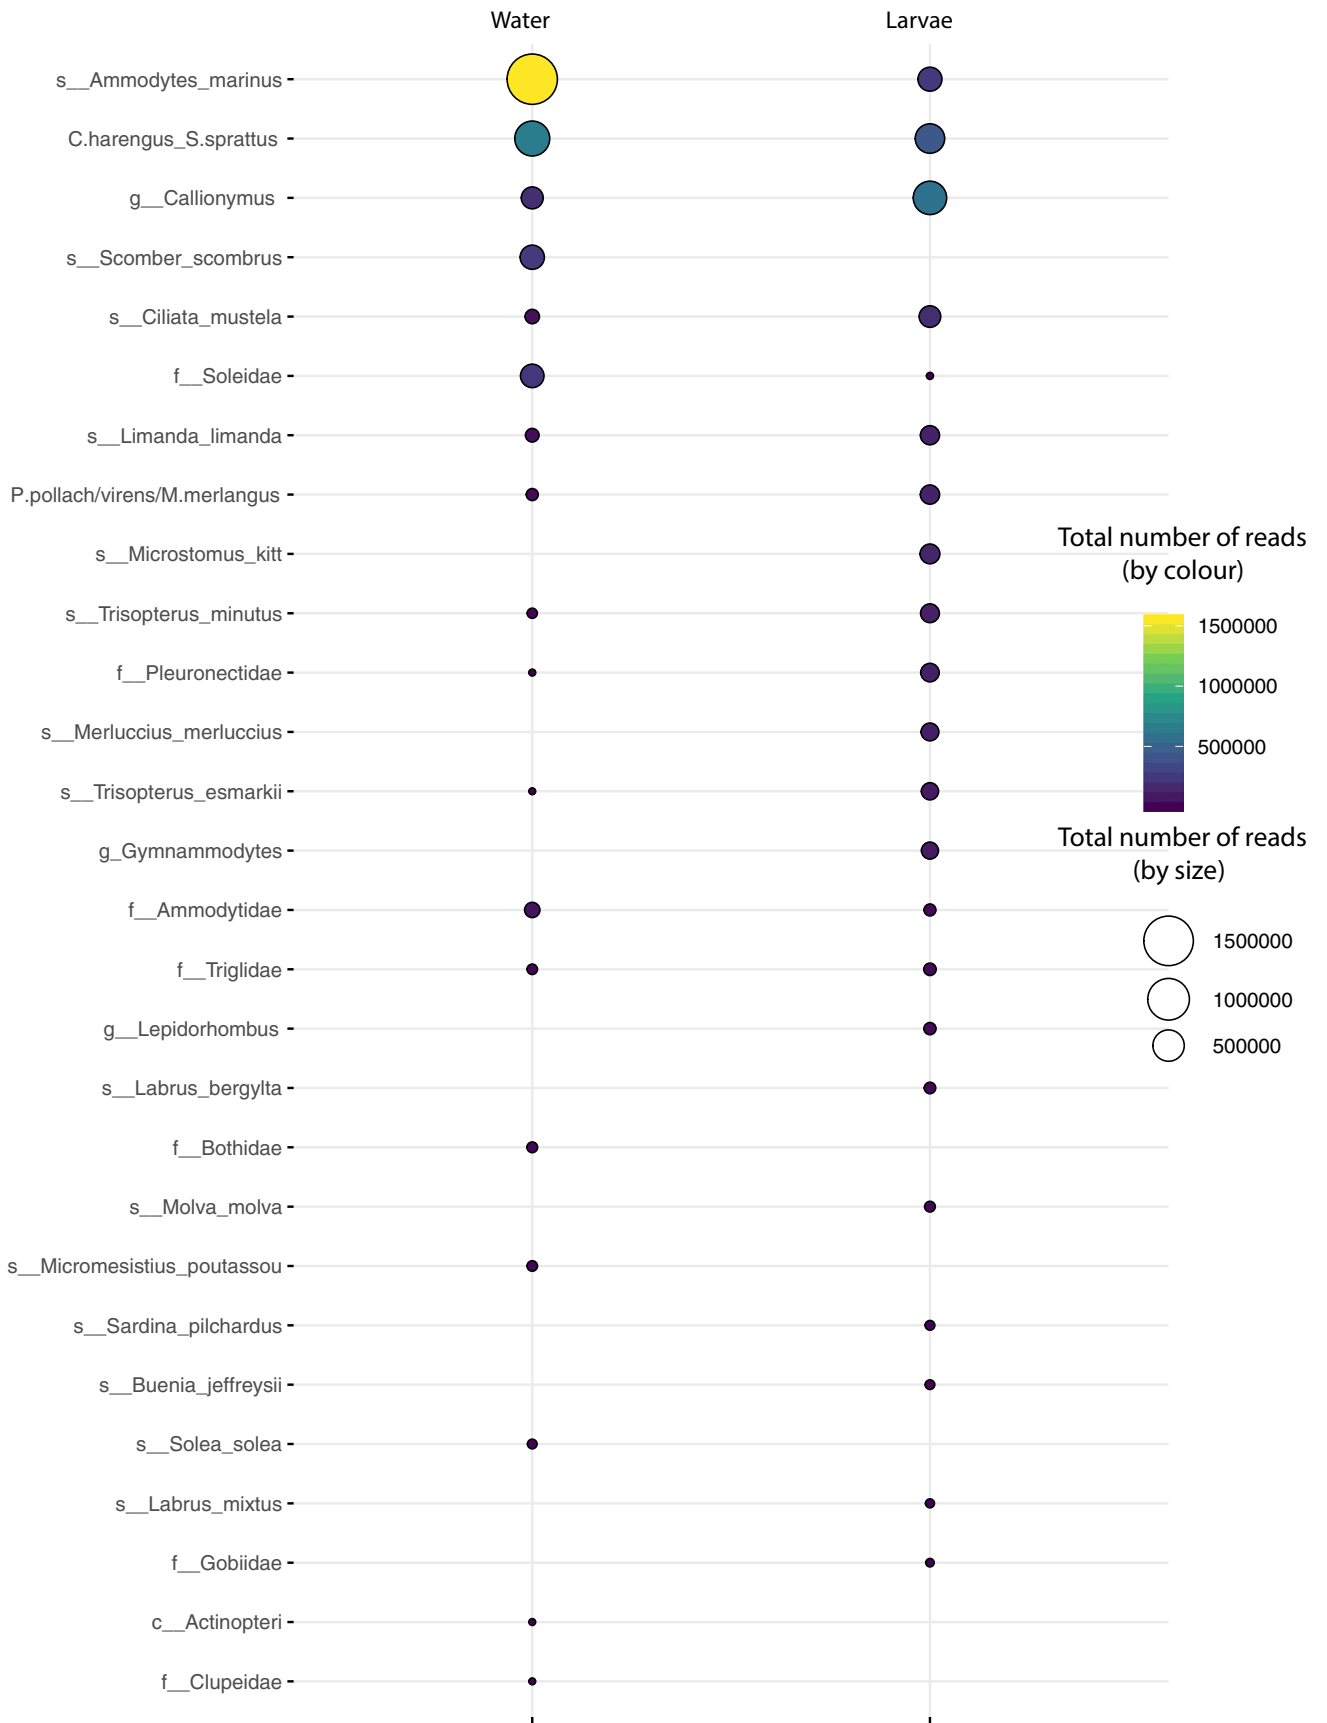 Water
Larvae
s__Ammodytes_marinus
C.harengus_S.sprattus
g__Callionymus
s__Scomber_scombrus
s__Ciliata_mustela
f__Soleidae
s__Limanda_limanda
P.pollach/virens/M.merlangus
s__Microstomus_kitt
s__Trisopterus_minutus
f__Pleuronectidae
s__Merluccius_merluccius
s__Trisopterus_esmarkii
g_Gymnammodytes
f__Ammodytidae
f__Triglidae
g__Lepidorhombus
s__Labrus_bergylta
f__Bothidae
s__Molva_molva
s__Micromesistius_poutassou
s__Sardina_pilchardus
s__Buenia_jeffreysii
s__Solea_solea
s__Labrus_mixtus
f__Gobiidae
c__Actinopteri
f__Clupeidae
Total number of reads
(by colour)
1500000
1000000
500000
Total number of reads
(by size)
1500000
1000000
500000